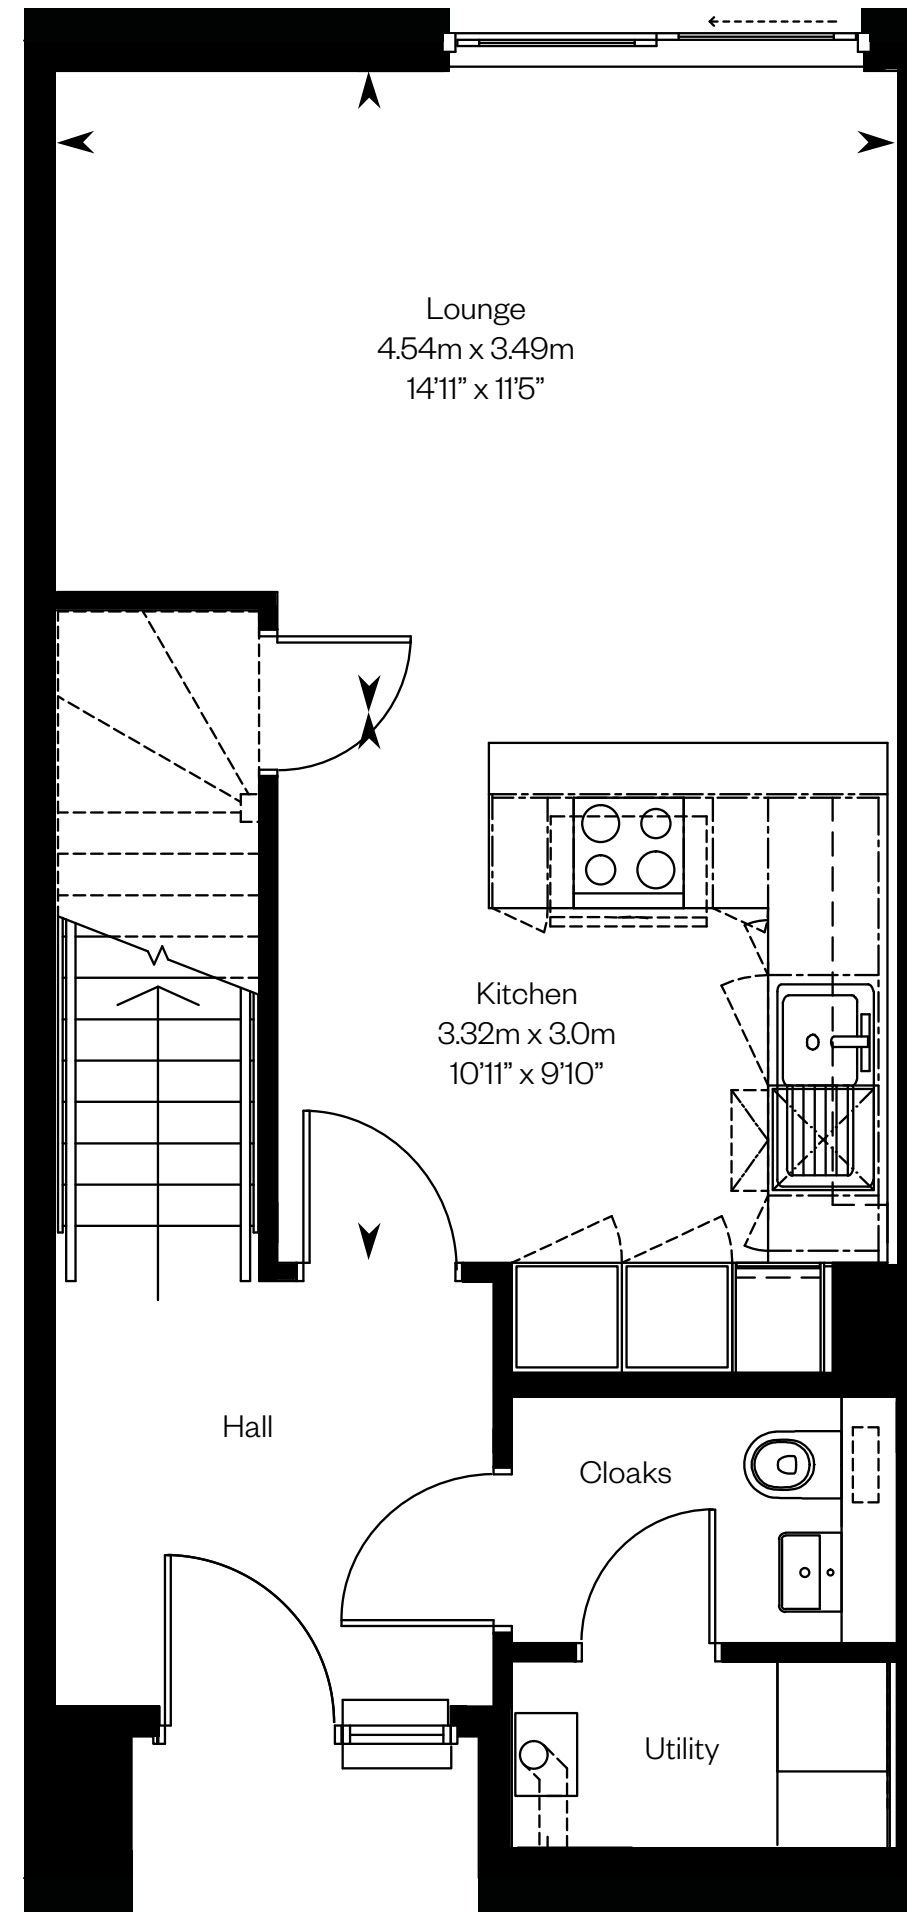 Lounge
4.54m x 3.49m
14’11” x 11’5”
Kitchen
3.32m x 3.0m
10’11” x 9’10”
Hall
Cloaks
Utility